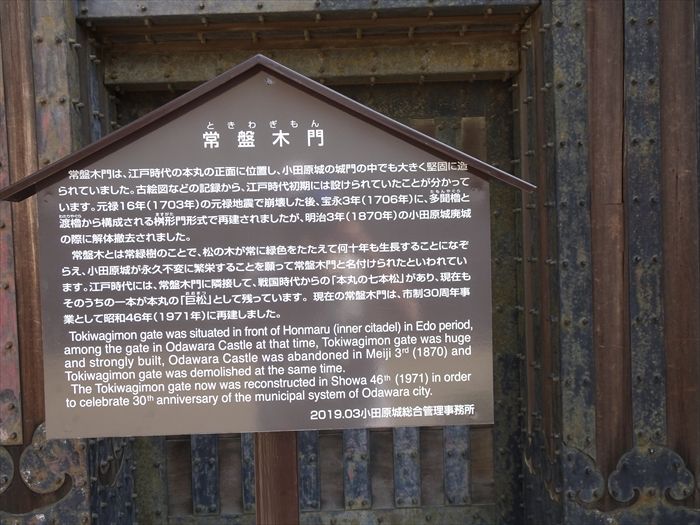 ときわぎもん
常盤木門
常盤木門は、江戸時代の本丸の正面に位置し、小田原城の城門の中でも大きく堅固に造
られていました。古絵図などの記録から、江戸時代初期には設けられていたことが分かって
います。元禄16年(1703年)の元禄地震で崩壊した後、宝永3年(1706年)に、多聞櫓と
渡櫓から構成される枡形門形式で再建されましたが、明治3年(1870年)の小田原城廃城
の際に解体撤去されました。
常盤木とは常緑樹のことで、松の木が常に緑色をたたえて何十年も生長することになぞ
らえ、小田原城が永久不変に繁栄することを願って常盤木門と名付けられたといわれてい
ます。江戸時代には、常盤木門に隣接して、戦国時代からの「本丸の七本松」があり、現在も
そのうちの一本が本丸の「巨松」として残っています。現在の常盤木門は、市制30周年事
業として昭和46年(1971年)に再建しました。
Tokiwagimon gate was situated in front of Honmaru (inner citadel) in Edo period,
among the gate in Odawara Castle at that time, Tokiwagimon gate was huge
and strongly built, Odawara Castle was abandoned in Meiji 3rd (1870) and
Tokiwagimon gate was demolished at the same time.
The Tokiwagimon gate now was reconstructed in Showa 46th (1971) in order
to celebrate 30th anniversary of the municipal system of Odawara city.
2019.03小田原城総合管理事務所